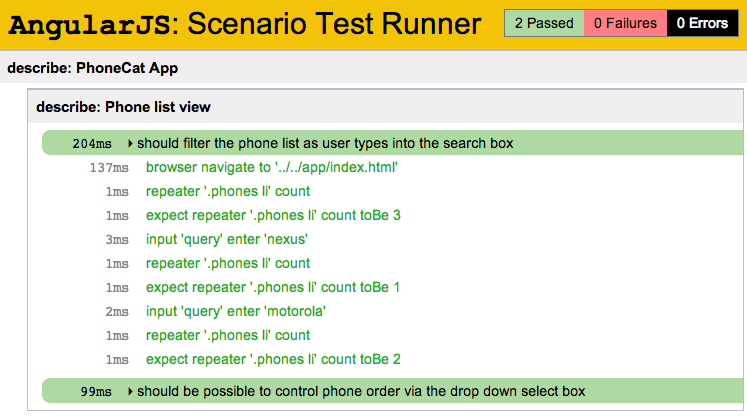 AngularJS: Scenario Test Runner
2 Passed 0 Failures 0 Errors
describe: PhoneCat App
describe: Phone list view
204ms should filter the phone list as user types into the search box
137ms browser navigate to '../../app/index.html'
1ms repeater '.phones li' count
1ms expect repeater '.phones li' count toBe 3
3ms input 'query' enter 'nexus'
1ms repeater '.phones li' count
1ms expect repeater '.phones li' count toBe 1
2ms input 'query' enter 'motorola'
1ms repeater '.phones li' count
1ms expect repeater '.phones li' count toBe 2
99ms should be possible to control phone order via the drop down select box